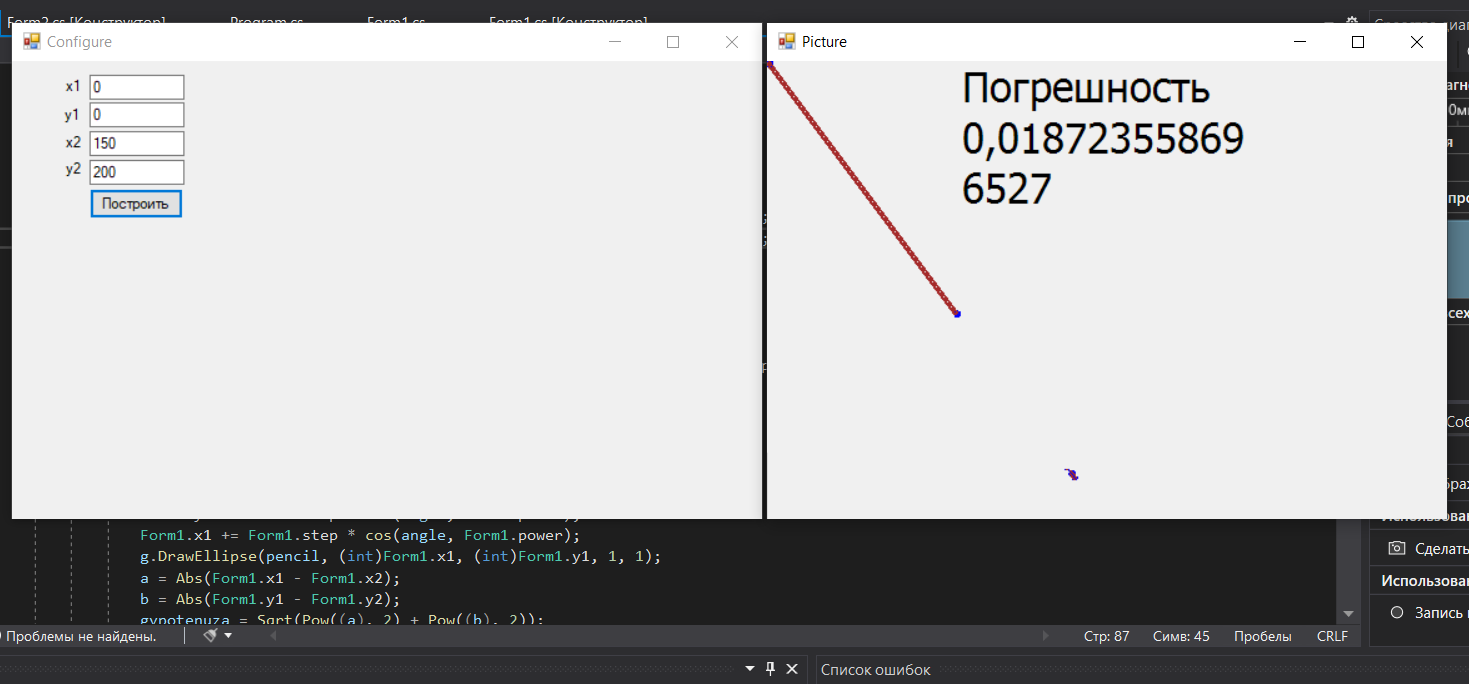 Form2.cs [Конструктор]
Program.cs
Form1.cs
Form1.cs [Конструктор]
Configure
x1 0
y1 0
x2 150
y2 200
Построить
Picture
Погрешность
0,01872355869
6527
Form1.x1 += Form1.step * cos(angle, Form1.power);
g.DrawEllipse(pencil, (int)Form1.x1, (int)Form1.y1, 1, 1);
a = Abs(Form1.x1 - Form1.x2);
b = Abs(Form1.y1 - Form1.y2);
gypotenuza = Sqrt(Pow((a), 2) + Pow((b), 2));
Сделать
Запись
Проблемы не найдены.
Стр: 87
Симв: 45
Пробелы
CRLF
Список ошибок